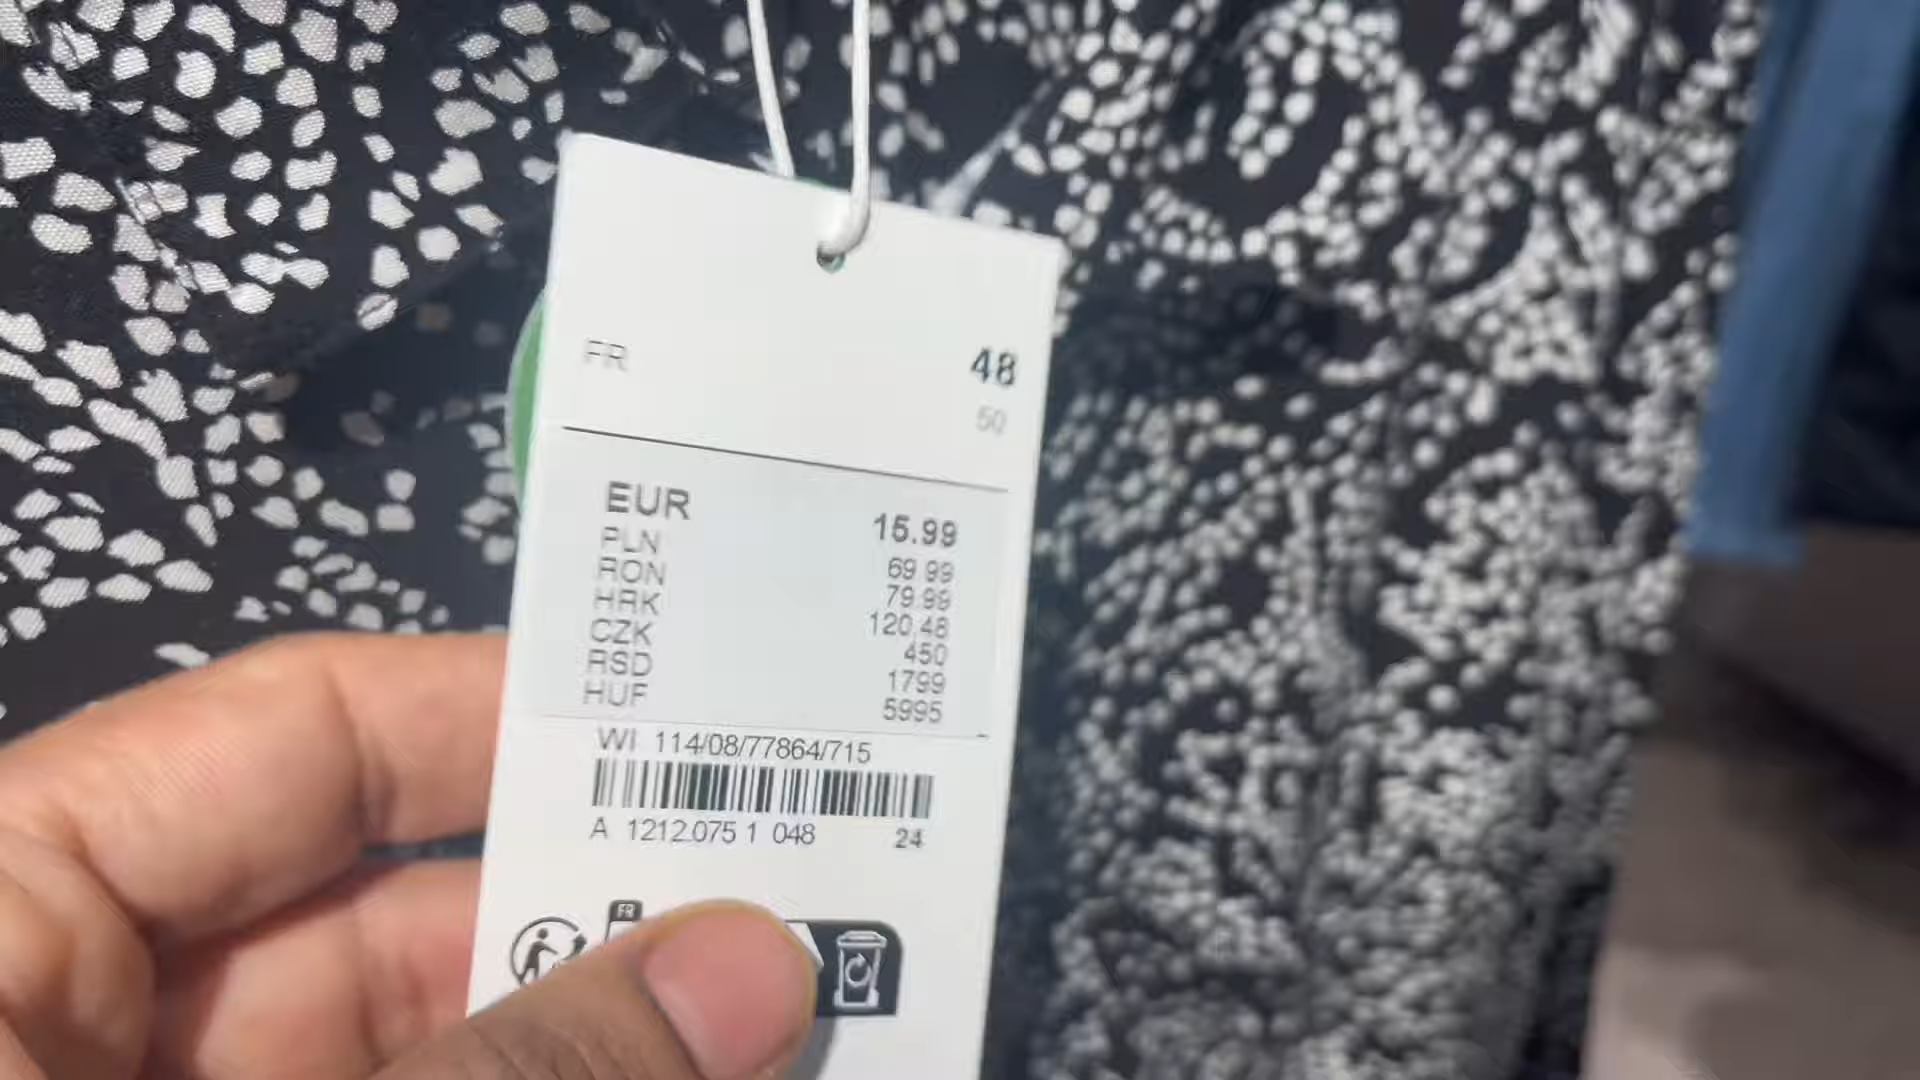 FR 48
50
EUR 15.99
PLN 69.99
RON 79.99
HRK 120.48
CZK 450
RSD 1799
HUF 5995
WI 114/08/77864/715
A 1212.075 1 048 24
FR